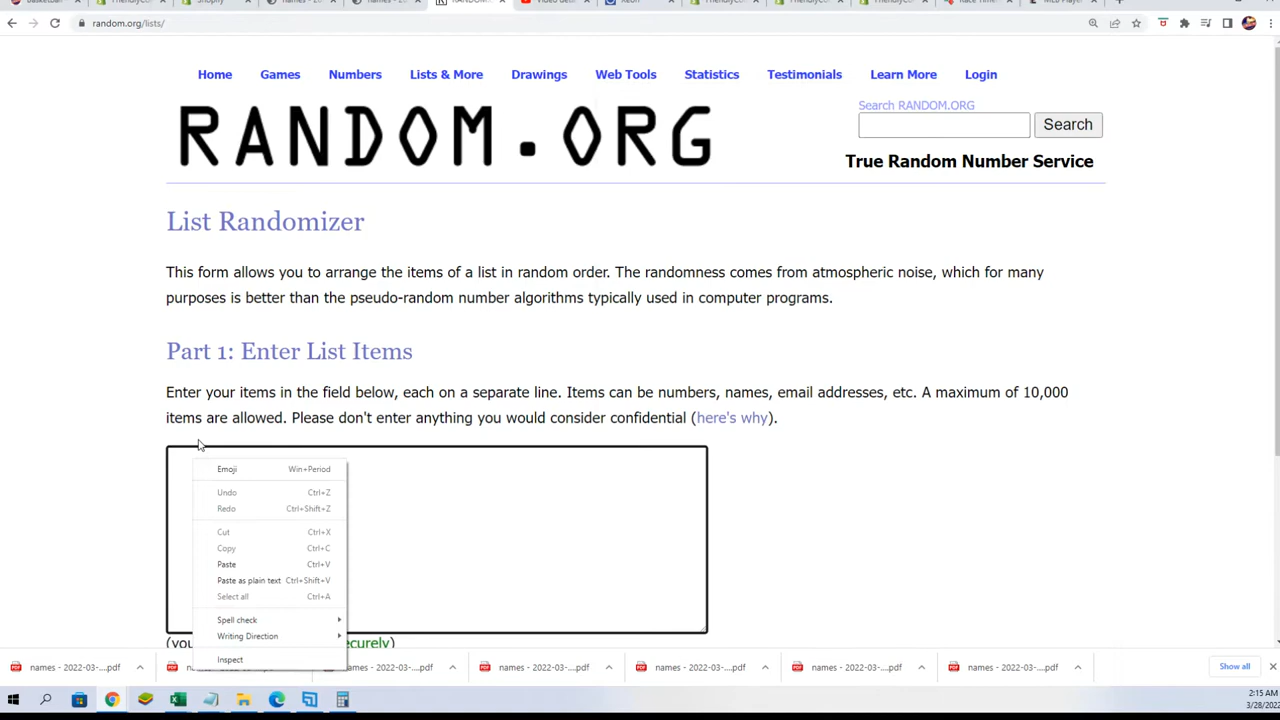 random.org/lists/
Home Games Numbers Lists & More Drawings Web Tools Statistics Testimonials Learn More Login
RANDOM.ORG
Search RANDOM.ORG
Search
True Random Number Service
List Randomizer
This form allows you to arrange the items of a list in random order. The randomness comes from atmospheric noise, which for many
purposes is better than the pseudo-random number algorithms typically used in computer programs.
Part 1: Enter List Items
Enter your items in the field below, each on a separate line. Items can be numbers, names, email addresses, etc. A maximum of 10,000
items are allowed. Please don't enter anything you would consider confidential (here's why).
Emoji Win+Period
Undo Ctrl+Z
Redo Ctrl+Shift+Z
Cut Ctrl+X
Copy Ctrl+C
Paste Ctrl+V
Paste as plain text Ctrl+Shift+V
Select all Ctrl+A
Spell check
Writing Direction
Inspect
names - 2022-03-....pdf
names - 2022-03-....pdf
names - 2022-03-....pdf
names - 2022-03-....pdf
names - 2022-03-....pdf
Show all
2:15 AM